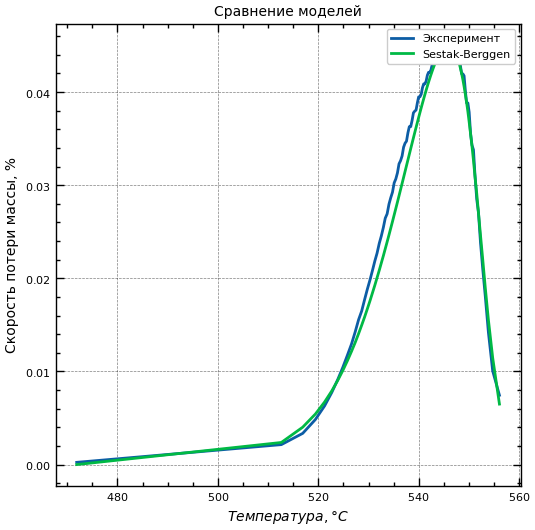 Сравнение моделей
Эксперимент
Sestak-Berggen
Скорость потери массы, %
0.04
0.03
0.02
0.01
0.00
480 500 520 540 560
Температура, °C